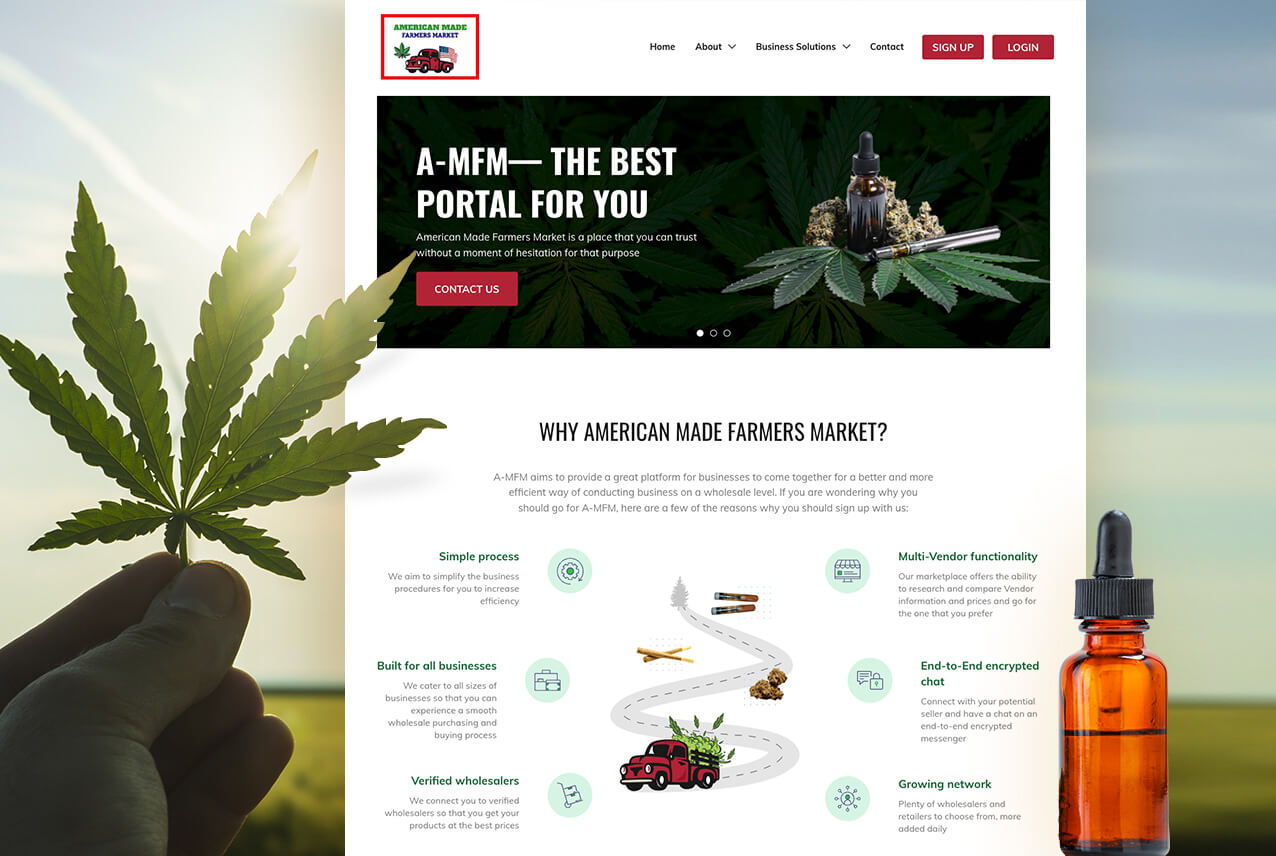 AMERICAN MADE
FARMERS MARKET
Home
About
Business Solutions
Contact
SIGN UP
LOGIN
A-MFM— THE BEST
PORTAL FOR YOU
American Made Farmers Market is a place that you can trust
without a moment of hesitation for that purpose
CONTACT US
WHY AMERICAN MADE FARMERS MARKET?
A-MFM aims to provide a great platform for businesses to come together for a better and more
efficient way of conducting business on a wholesale level. If you are wondering why you
should go for A-MFM, here are a few of the reasons why you should sign up with us:
Simple process
We aim to simplify the business
procedures for you to increase
efficiency
Multi-Vendor functionality
Our marketplace offers the ability
to research and compare Vendor
information and prices and go for
the one that you prefer
Built for all businesses
We cater to all sizes of
businesses so that you can
experience a smooth
wholesale purchasing and
buying process
End-to-End encrypted
chat
Connect with your potential
seller and have a chat on an
end-to-end encrypted
messenger
Verified wholesalers
We connect you to verified
wholesalers so that you get your
products at the best prices
Growing network
Plenty of wholesalers and
retailers to choose from, more
added daily